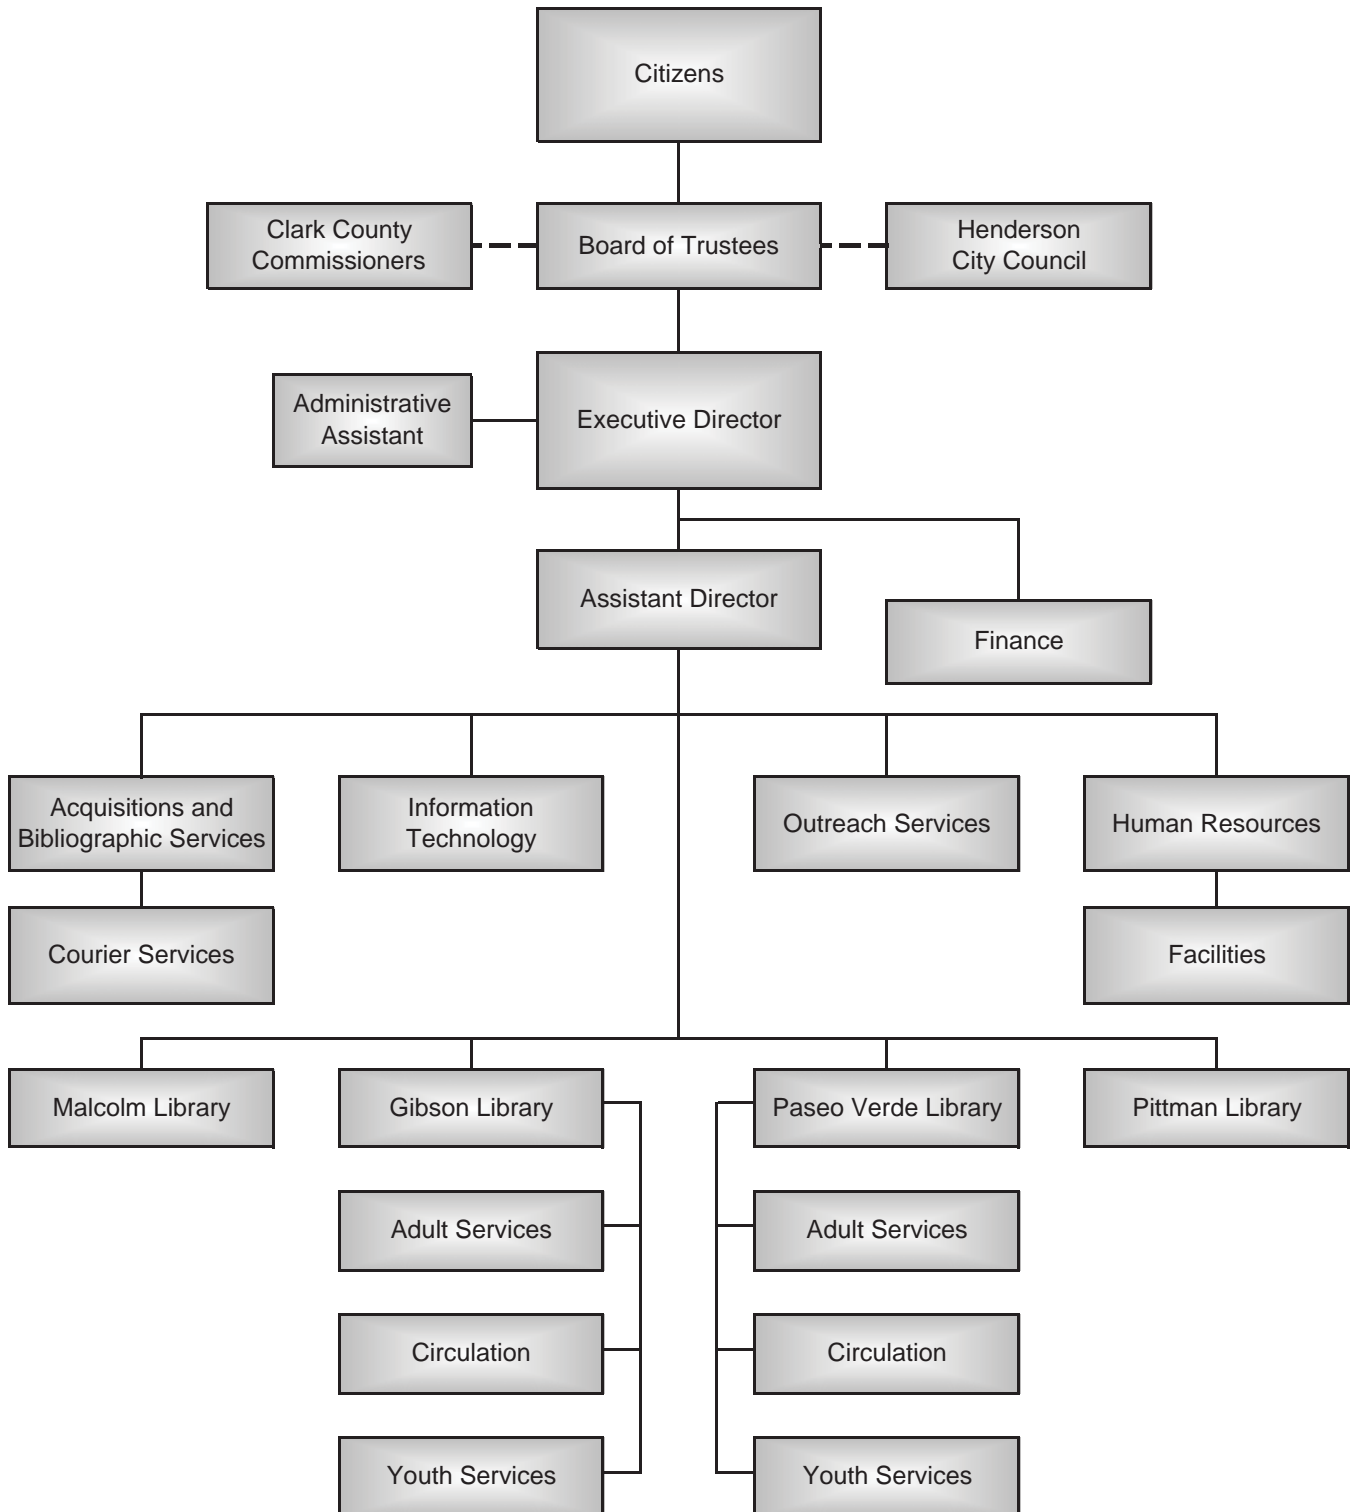 Citizens
Clark County
Commissioners
Board of Trustees
Henderson
City Council
Administrative
Assistant
Executive Director
Assistant Director
Finance
Acquisitions and
Bibliographic Services
Information
Technology
Outreach Services
Human Resources
Courier Services
Facilities
Malcolm Library
Gibson Library
Paseo Verde Library
Pittman Library
Adult Services
Adult Services
Circulation
Circulation
Youth Services
Youth Services